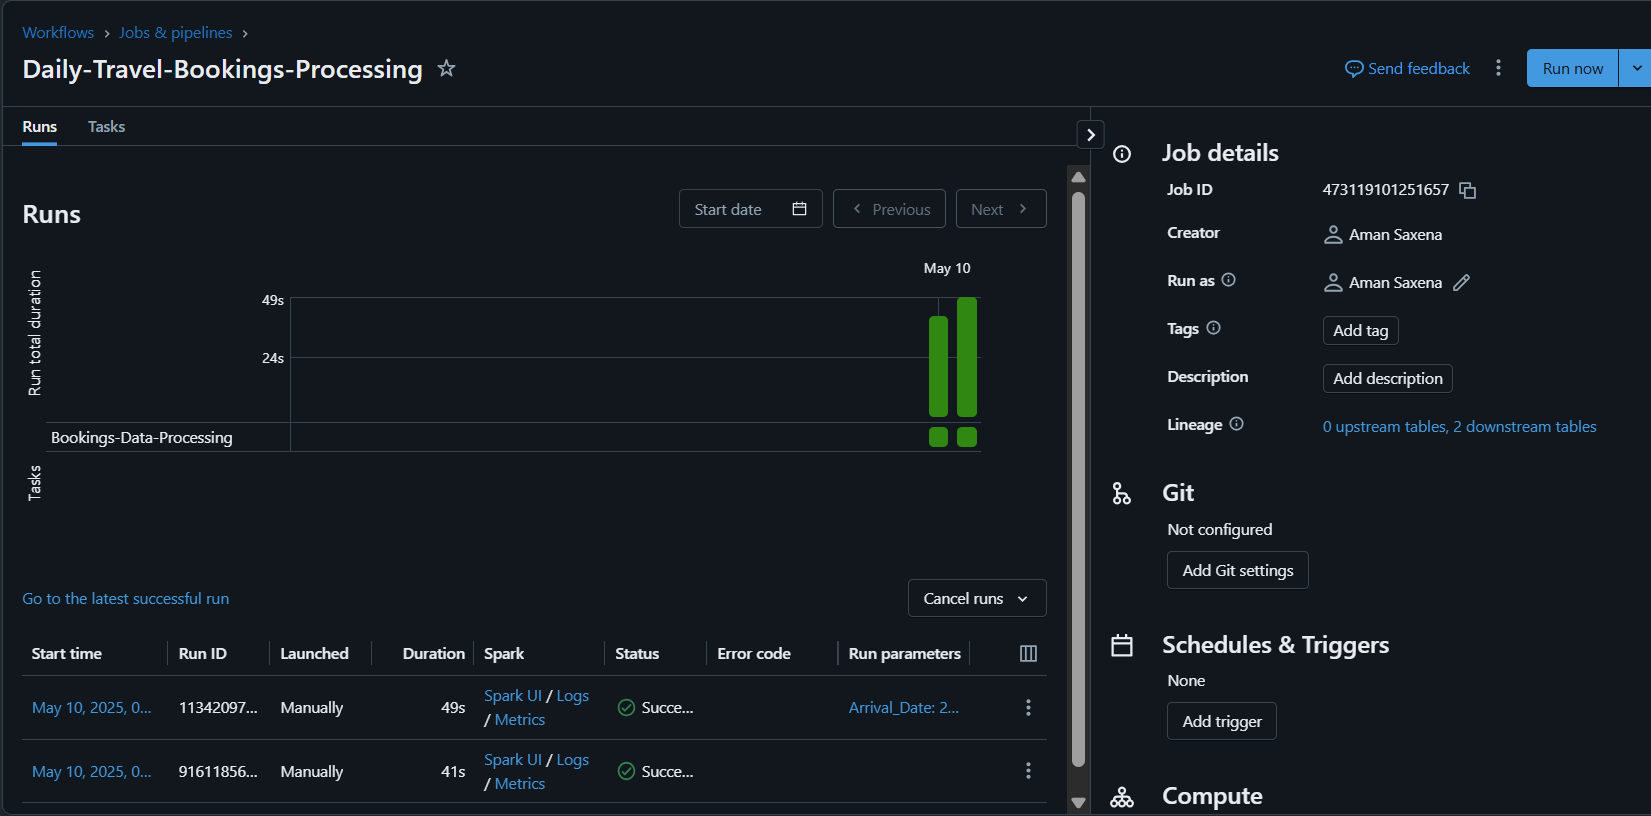 Workflows > Jobs & pipelines >
Daily-Travel-Bookings-Processing
Send feedback
Run now
Runs Tasks
Runs
Start date
Previous
Next
May 10
Run total duration
49s
24s
Bookings-Data-Processing
Tasks
Go to the latest successful run
Cancel runs
Start time Run ID Launched Duration Spark Status Error code Run parameters
May 10, 2025, 0... 11342097... Manually 49s Spark UI / Logs / Metrics Succe... Arrival_Date: 2...
May 10, 2025, 0... 91611856... Manually 41s Spark UI / Logs / Metrics Succe...
Job details
Job ID 473119101251657
Creator Aman Saxena
Run as Aman Saxena
Tags Add tag
Description Add description
Lineage 0 upstream tables, 2 downstream tables
Git
Not configured
Add Git settings
Schedules & Triggers
None
Add trigger
Compute